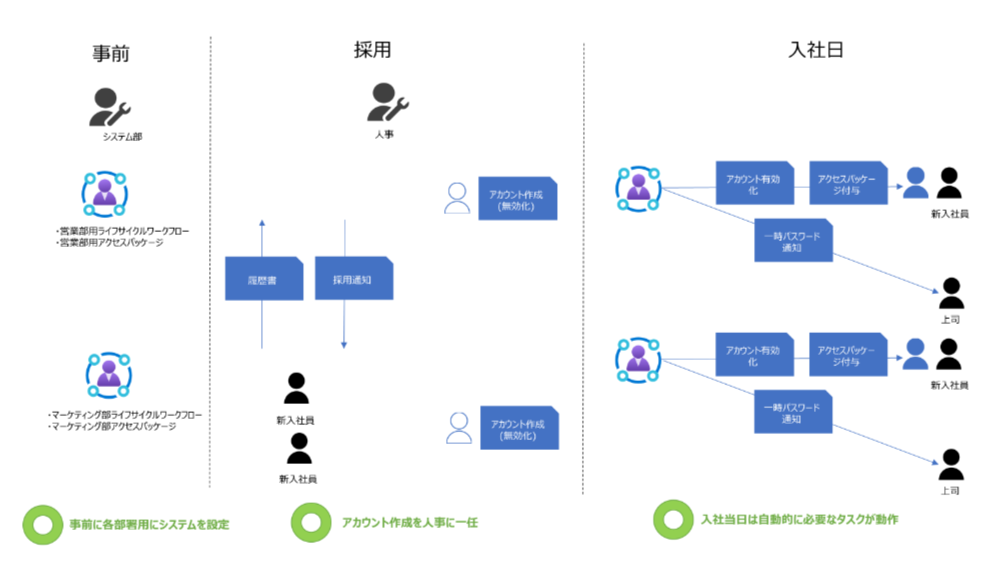 事前
システム部
・営業部用ライフサイクルワークフロー
・営業部用アクセスパッケージ
・マーケティング部ライフサイクルワークフロー
・マーケティング部アクセスパッケージ
事前に各部署用にシステムを設定
採用
人事
アカウント作成
(無効化)
履歴書
採用通知
新入社員
新入社員
アカウント作成
(無効化)
アカウント作成を人事に一任
入社日
アカウント有効
化
アクセスパッケー
ジ付与
新入社員
一時パスワード
通知
上司
アカウント有効
化
アクセスパッケー
ジ付与
新入社員
一時パスワード
通知
上司
入社当日は自動的に必要なタスクが動作